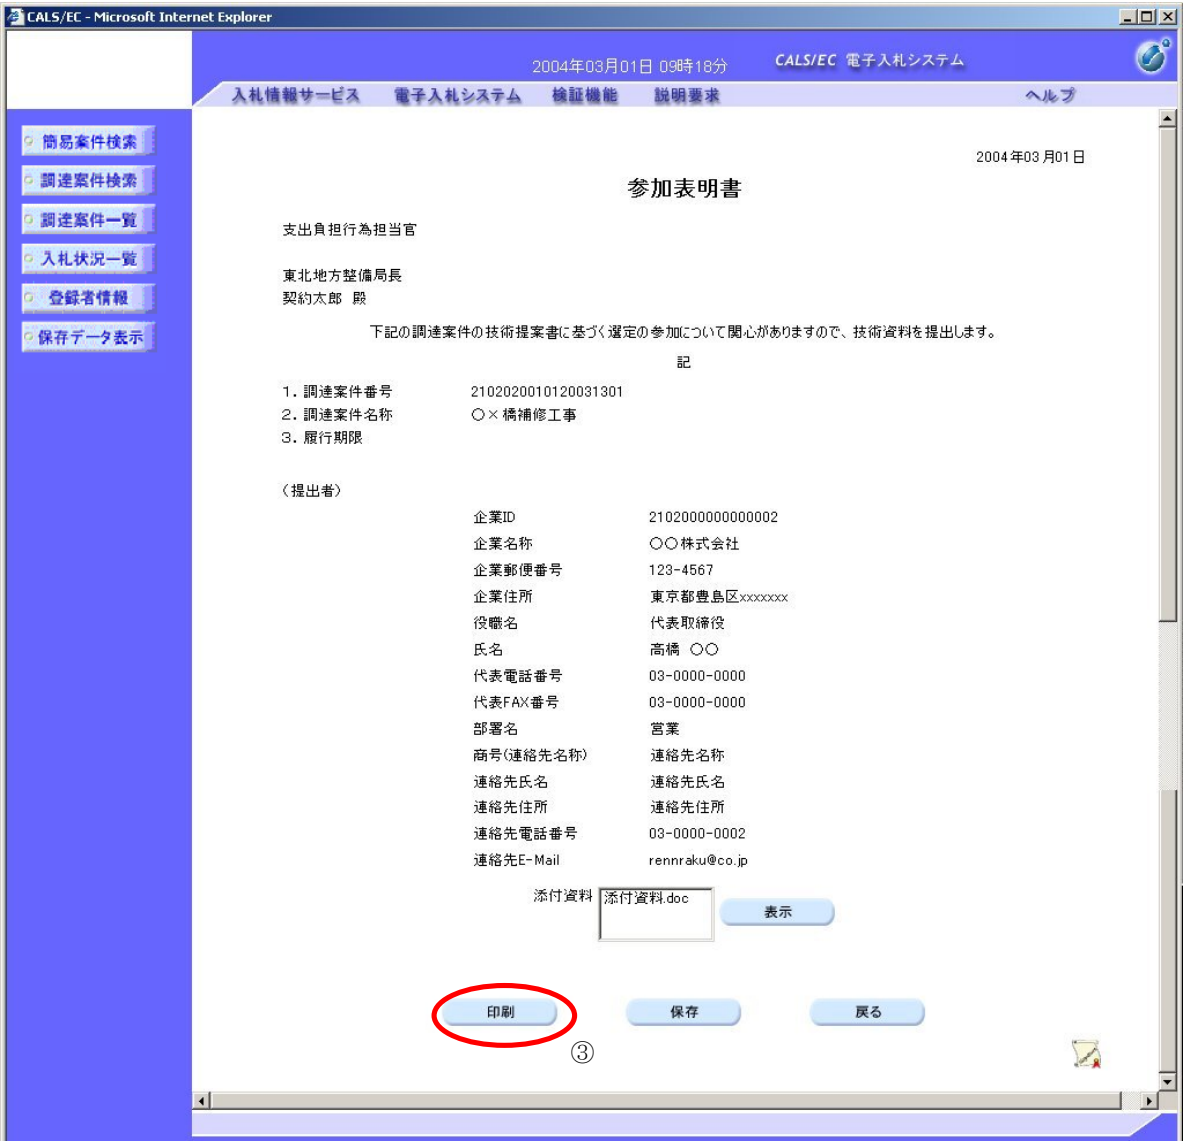 CALS/EC - Microsoft Internet Explorer
2004年03月01日 09時18分
CALS/EC 電子入札システム
入札情報サービス 電子入札システム 検証機能 説明要求 ヘルプ
簡易案件検索
調達案件検索
調達案件一覧
入札状況一覧
登録者情報
保存データ表示
2004年03月01日
参加表明書
支出負担行為担当官
東北地方整備局長
契約太郎 殿
下記の調達案件の技術提案書に基づく選定の参加について関心がありますので、技術資料を提出します。
記
1. 調達案件番号 2102020010120031301
2. 調達案件名称 〇×橋補修工事
3. 履行期限
（提出者）
企業ID 2102000000000002
企業名称 〇〇株式会社
企業郵便番号 123-4567
企業住所 東京都豊島区xxxxxxx
役職名 代表取締役
氏名 高橋 〇〇
代表電話番号 03-0000-0000
代表FAX番号 03-0000-0000
部署名 営業
商号(連絡先名称) 連絡先名称
連絡先氏名 連絡先氏名
連絡先住所 連絡先住所
連絡先電話番号 03-0000-0002
連絡先E-Mail rennraku@co.jp
添付資料 添付資料.doc 表示
印刷 保存 戻る
③